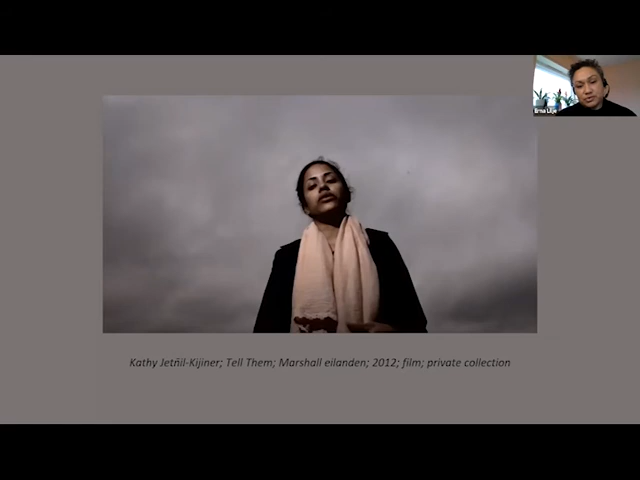 Kathy Jetñil-Kijiner; Tell Them; Marshall eilanden; 2012; film; private collection